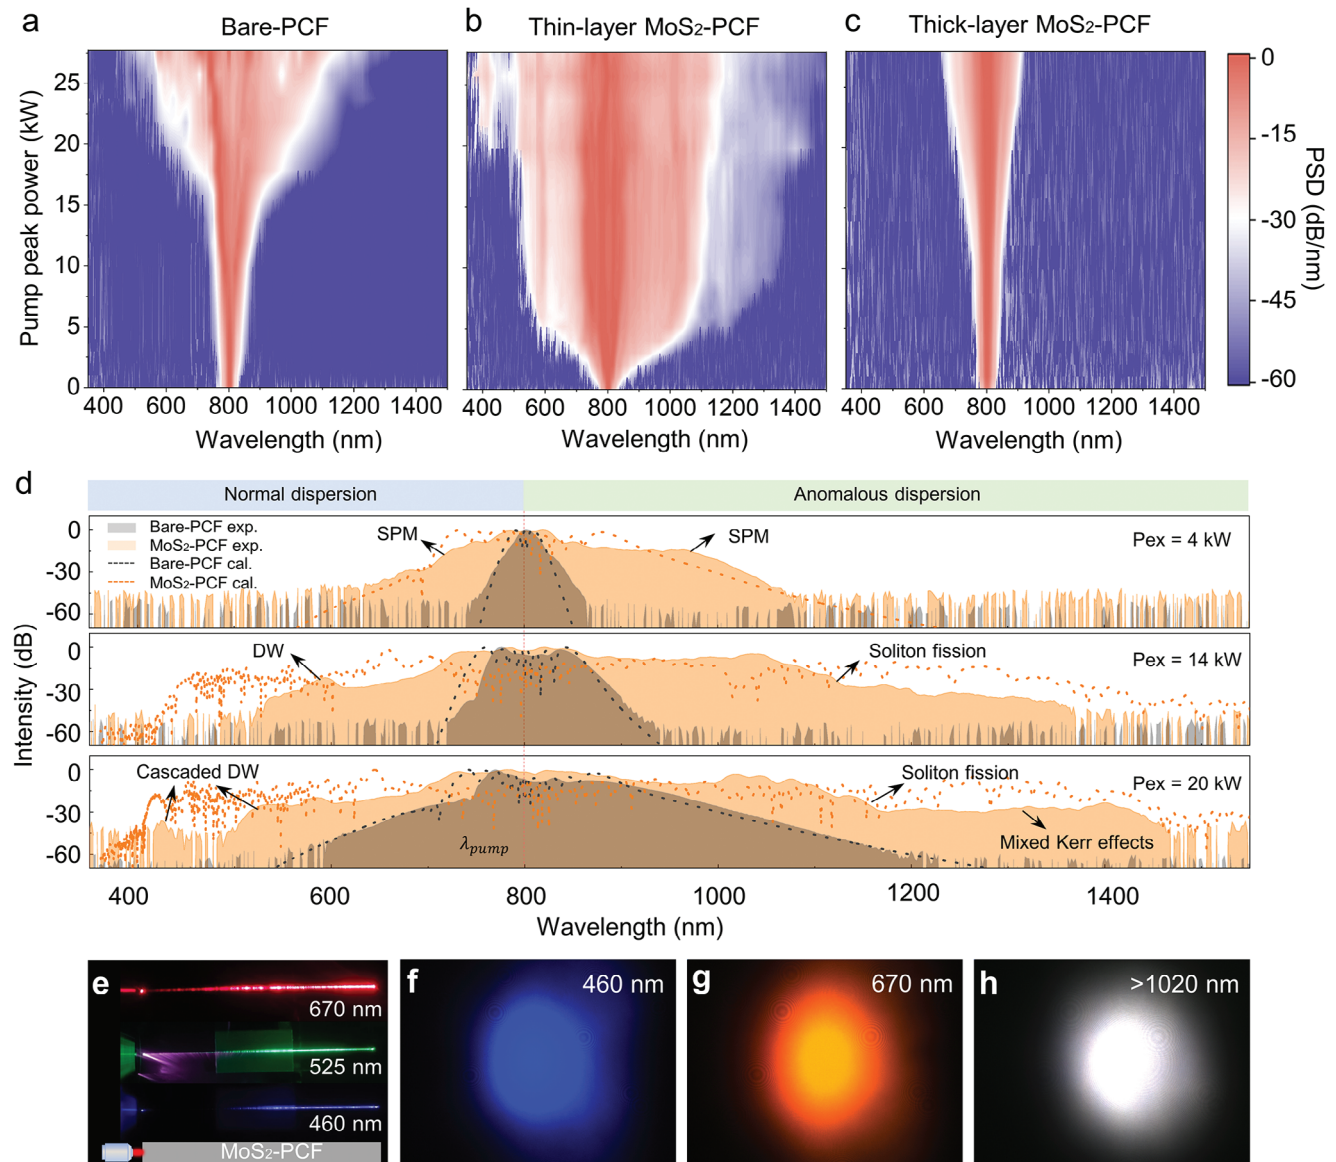 a
Bare-PCF
b
Thin-layer MoS2-PCF
c
Thick-layer MoS2-PCF
Pump peak power (kW)
25
20
15
10
5
0
400 600 800 1000 1200 1400
Wavelength (nm)
400 600 800 1000 1200 1400
Wavelength (nm)
400 600 800 1000 1200 1400
Wavelength (nm)
0
-15
-30
-45
-60
PSD (dB/nm)
d
Normal dispersion
Anomalous dispersion
Intensity (dB)
0
-30
-60
Bare-PCF exp.
MoS2-PCF exp.
Bare-PCF cal.
MoS2-PCF cal.
SPM
SPM
Pex = 4 kW
0
-30
-60
DW
Soliton fission
Pex = 14 kW
0
-30
-60
Cascaded DW
λpump
Soliton fission
Mixed Kerr effects
Pex = 20 kW
400 600 800 1000 1200 1400
Wavelength (nm)
e
670 nm
525 nm
460 nm
MoS2-PCF
f
460 nm
g
670 nm
h
>1020 nm